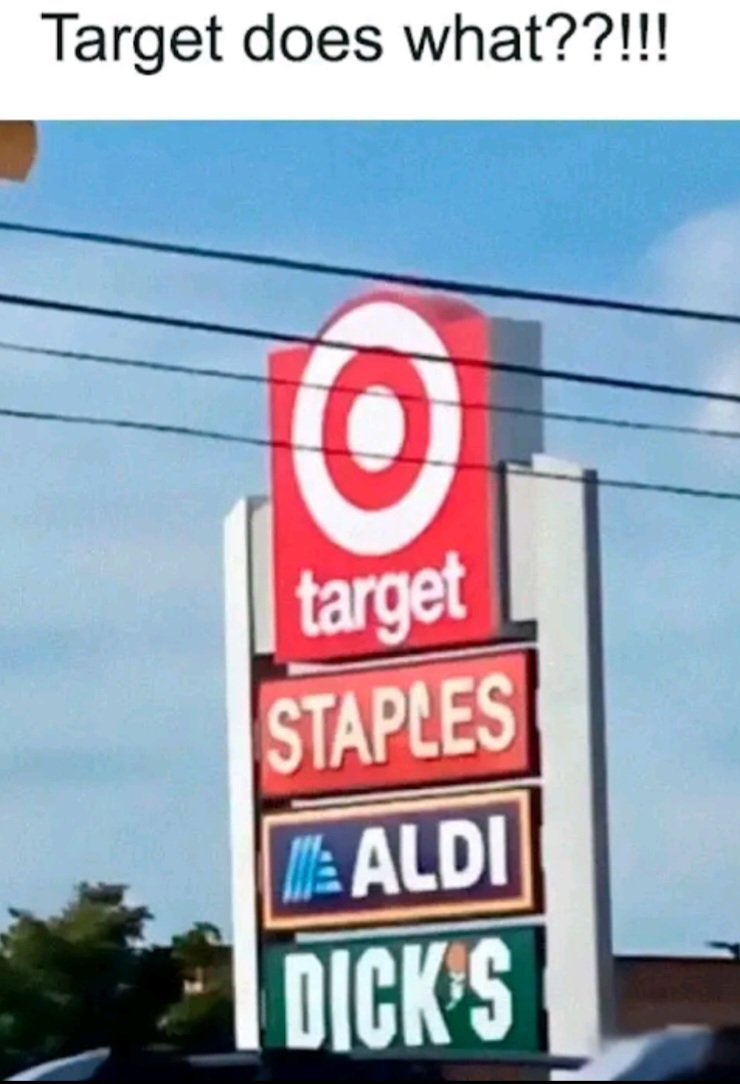 Target does what??!!!
target
STAPLES
ALDI
DICK'S